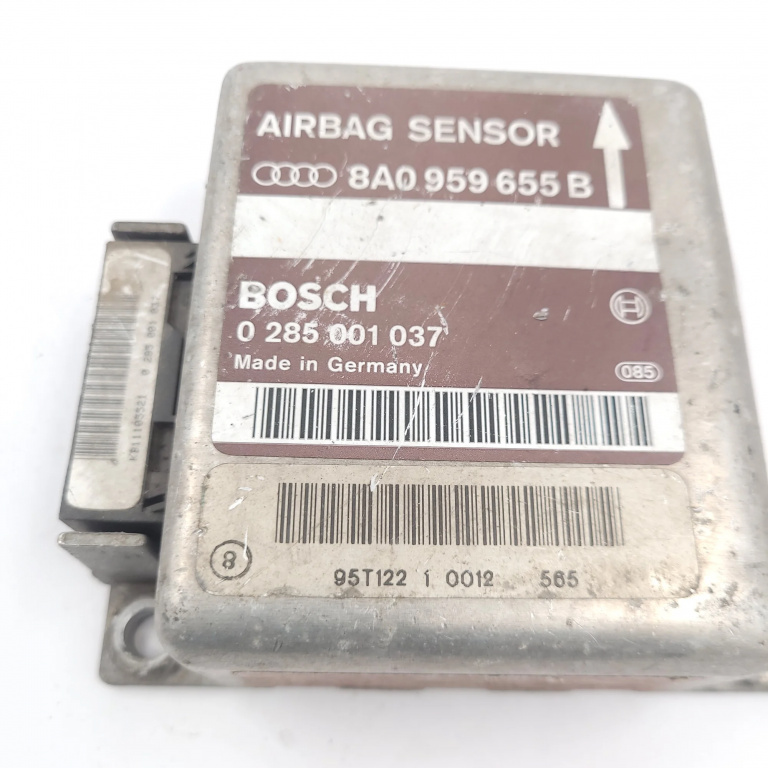 AIRBAG SENSOR
8A0 959 655 B
BOSCH
0 285 001 037
Made in Germany
085
8
95T122 1 0012 565